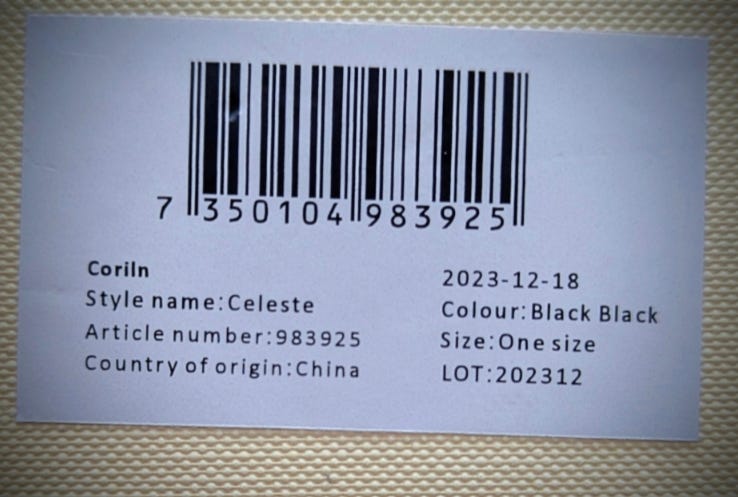 7 350104 983925
Coriln
Style name:Celeste
Article number:983925
Country of origin:China
2023-12-18
Colour:Black Black
Size:One size
LOT:202312